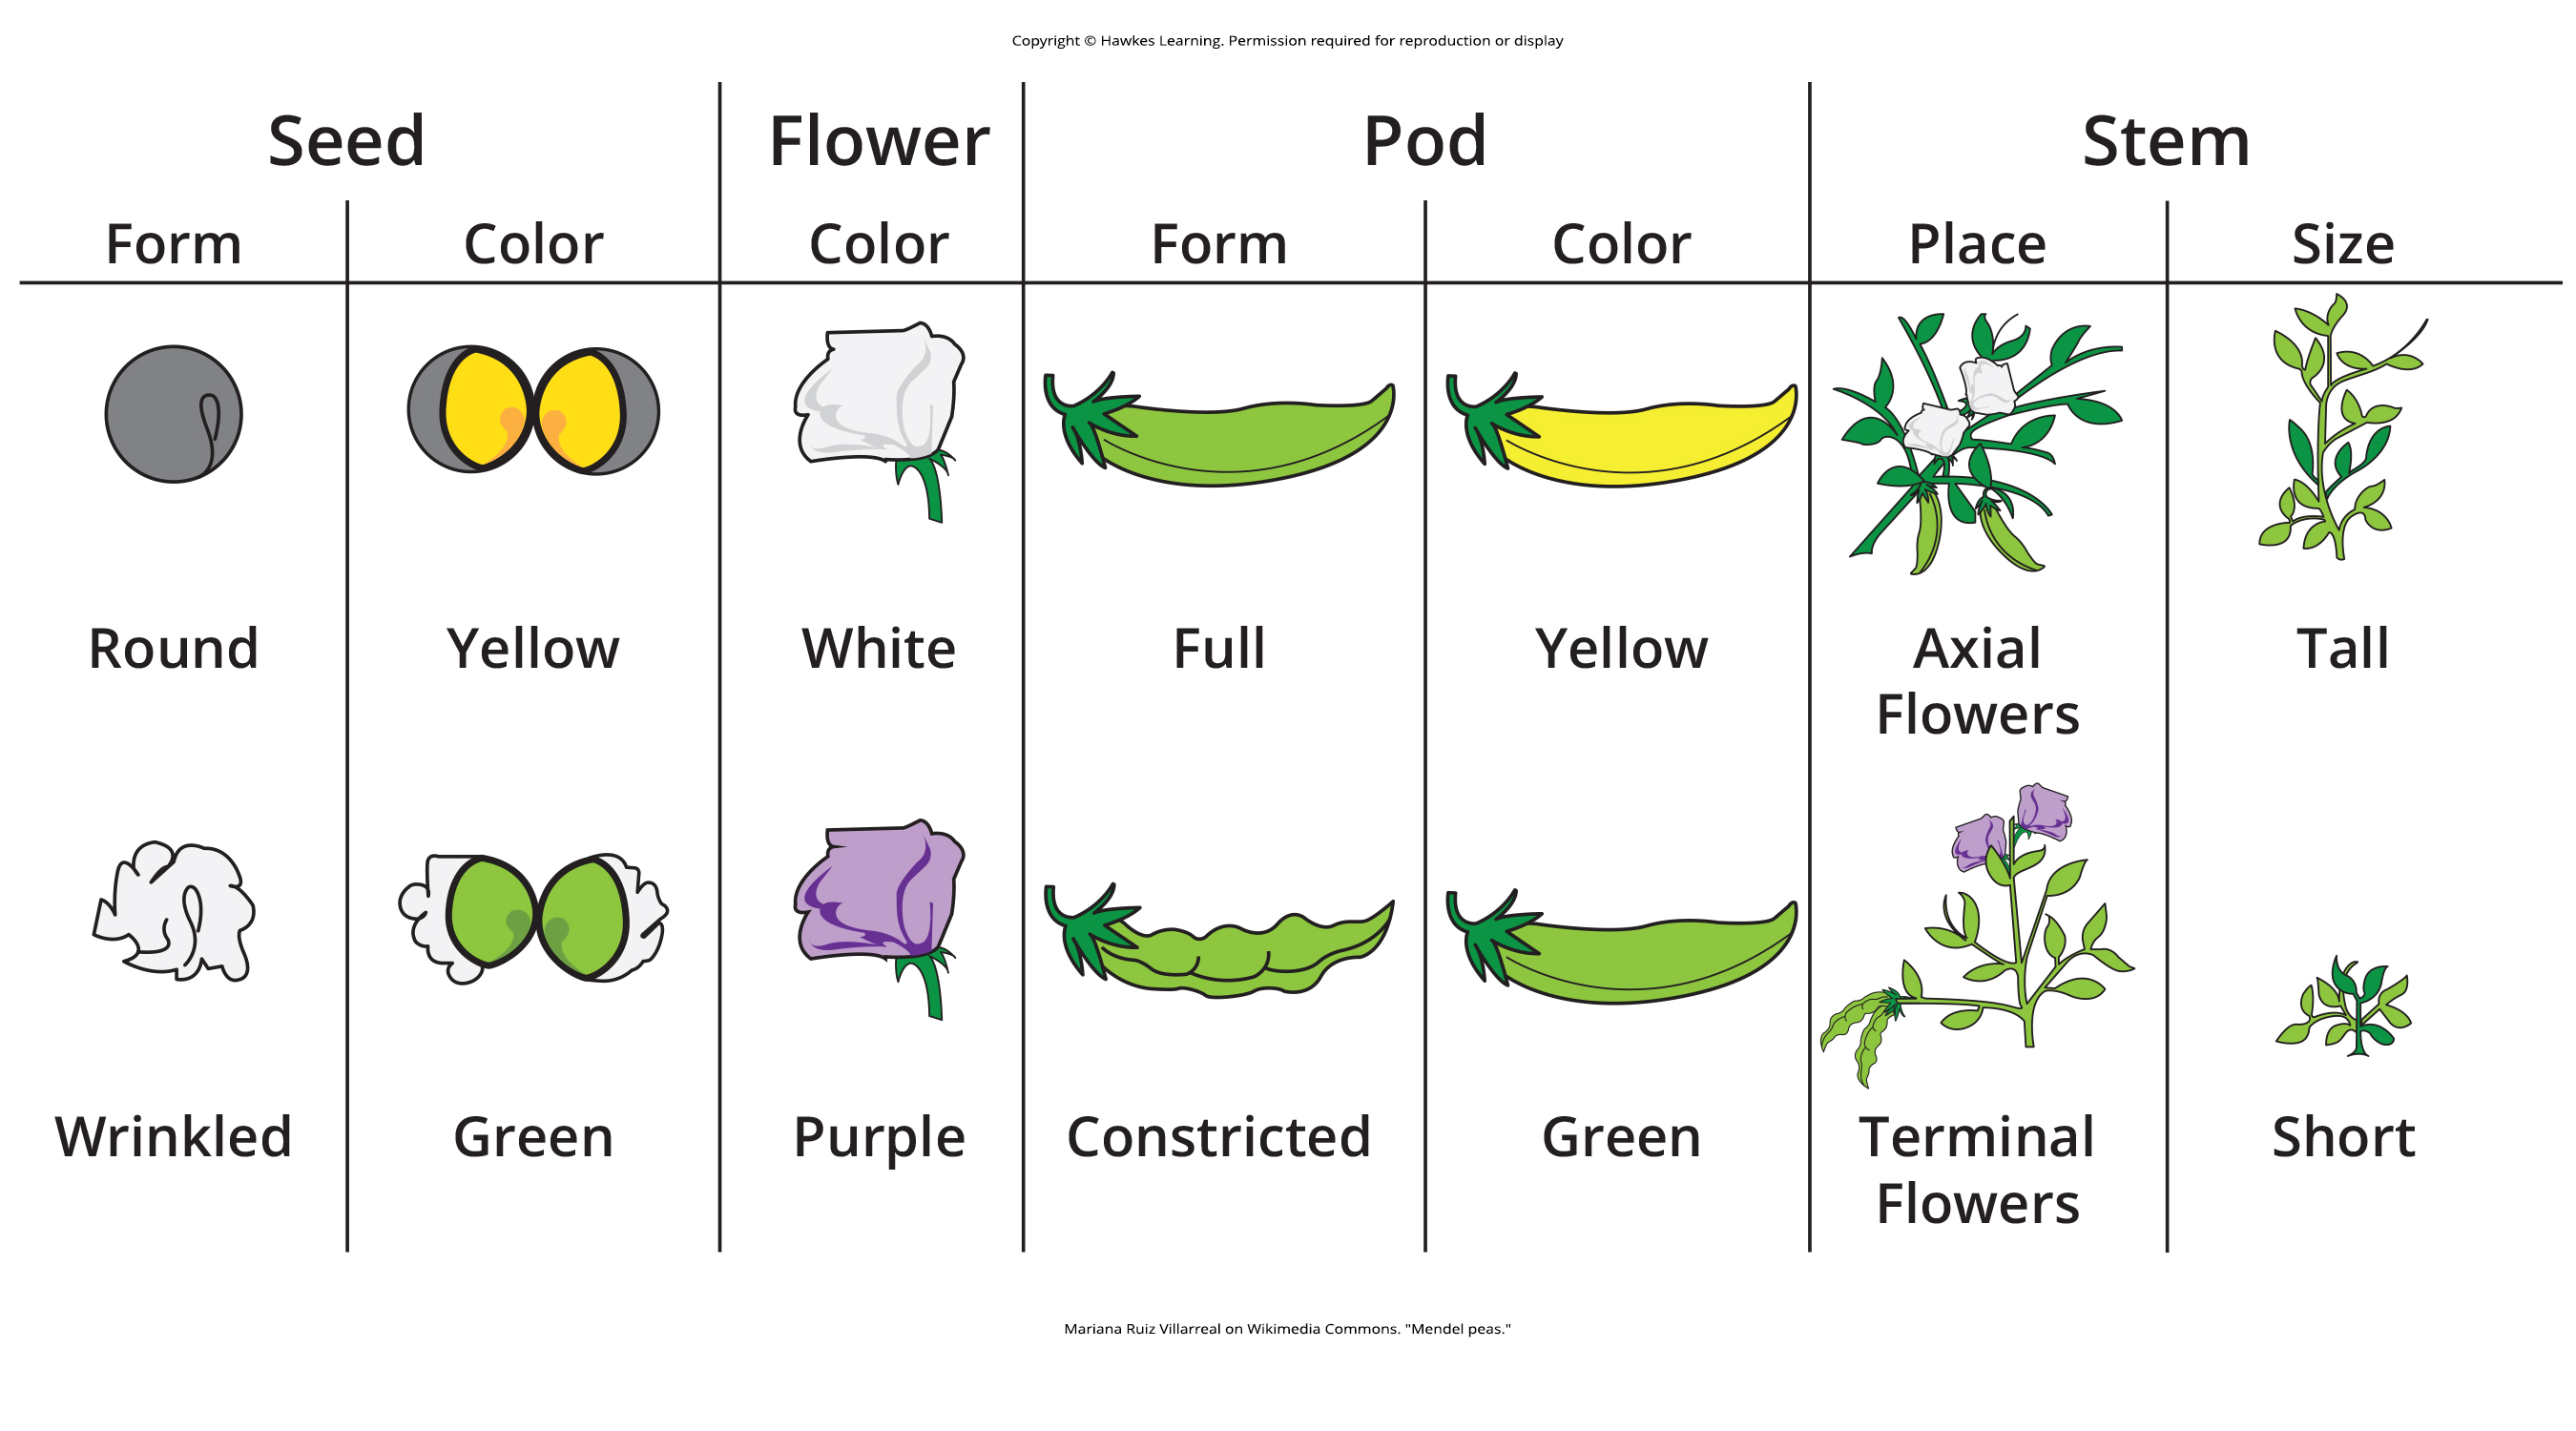 Copyright © Hawkes Learning. Permission required for reproduction or display
Seed Flower Pod Stem
Form Color Color Form Color Place Size
Round Yellow White Full Yellow Axial Flowers Tall
Wrinkled Green Purple Constricted Green Terminal Flowers Short
Mariana Ruiz Villarreal on Wikimedia Commons. "Mendel peas."